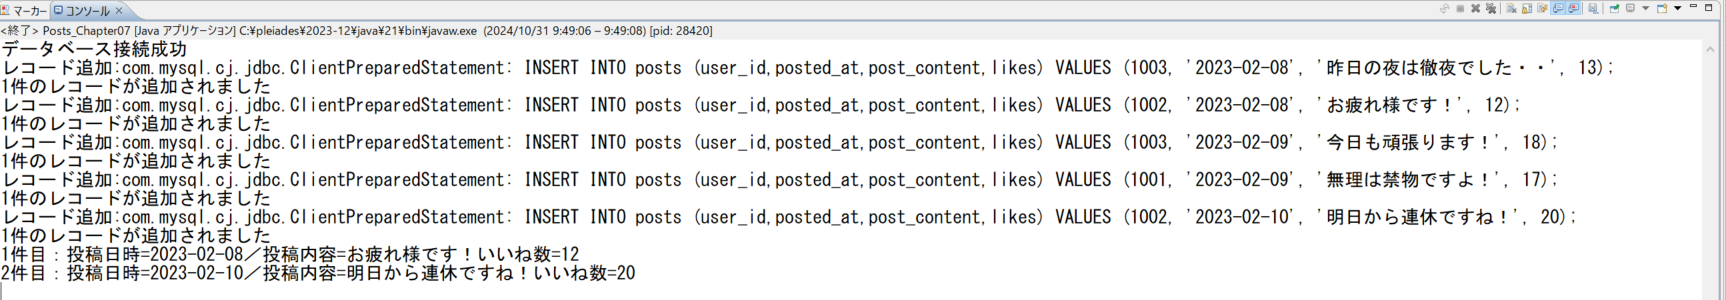 マーカー コンソール ×
<終了> Posts_Chapter07 [Java アプリケーション] C:¥pleiades¥2023-12¥java¥21¥bin¥javaw.exe (2024/10/31 9:49:06 – 9:49:08) [pid: 28420]
データベース接続成功
レコード追加:com.mysql.cj.jdbc.ClientPreparedStatement: INSERT INTO posts (user_id,posted_at,post_content,likes) VALUES (1003, '2023-02-08', '昨日の夜は徹夜でした・・', 13);
1件のレコードが追加されました
レコード追加:com.mysql.cj.jdbc.ClientPreparedStatement: INSERT INTO posts (user_id,posted_at,post_content,likes) VALUES (1002, '2023-02-08', 'お疲れ様です！', 12);
1件のレコードが追加されました
レコード追加:com.mysql.cj.jdbc.ClientPreparedStatement: INSERT INTO posts (user_id,posted_at,post_content,likes) VALUES (1003, '2023-02-09', '今日も頑張ります！', 18);
1件のレコードが追加されました
レコード追加:com.mysql.cj.jdbc.ClientPreparedStatement: INSERT INTO posts (user_id,posted_at,post_content,likes) VALUES (1001, '2023-02-09', '無理は禁物ですよ！', 17);
1件のレコードが追加されました
レコード追加:com.mysql.cj.jdbc.ClientPreparedStatement: INSERT INTO posts (user_id,posted_at,post_content,likes) VALUES (1002, '2023-02-10', '明日から連休ですね！', 20);
1件のレコードが追加されました
1件目：投稿日時=2023-02-08／投稿内容=お疲れ様です！いいね数=12
2件目：投稿日時=2023-02-10／投稿内容=明日から連休ですね！いいね数=20